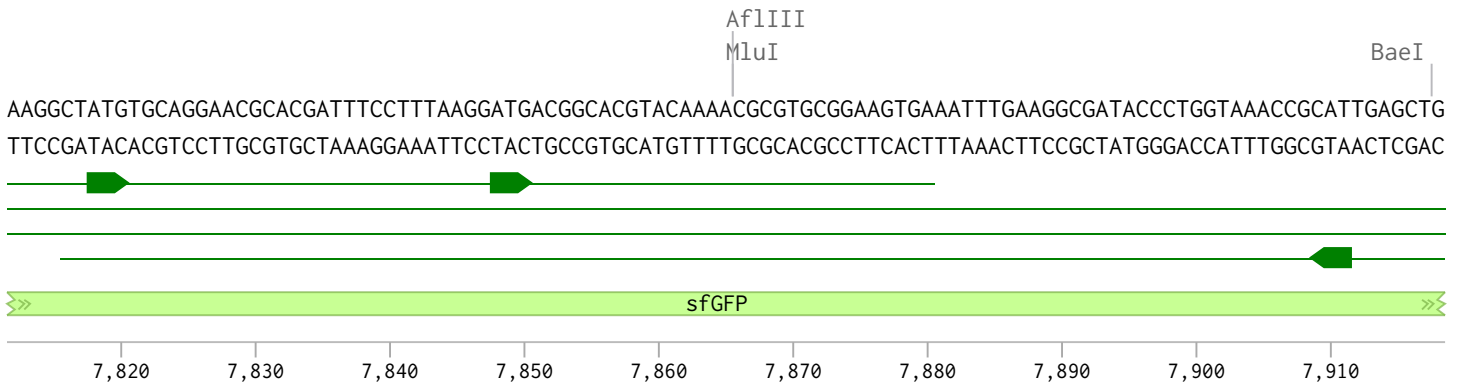 AflIII
MluI
BaeI
AAGGCTATGTGCAGGAACGCACGATTTCCTTTAAGGATGACGGCACGTACAAAACGCGTGCGGAAGTGAAATTTGAAGGCGATACCCTGGTAAACCGCATTGAGCTG
TTCCGATACACGTCCTTGCGTGCTAAAGGAAATTCCTACTGCCGTGCATGTTTTGCGCACGCCTTCACTTTAAACTTCCGCTATGGGACCATTTGGCGTAACTCGAC
sfGFP
7,820 7,830 7,840 7,850 7,860 7,870 7,880 7,890 7,900 7,910